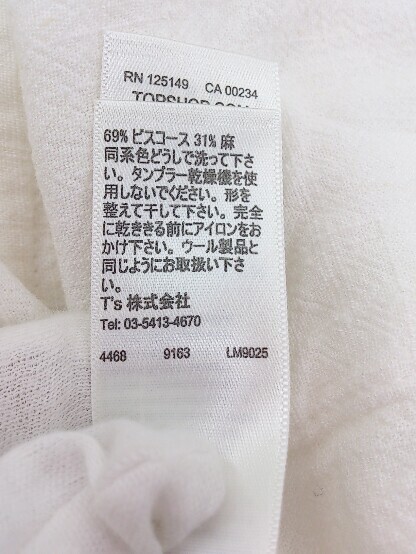 RN 125149 CA 00234
TOPSHOP.COM
69% ビスコース 31% 麻
同系色どうしで洗って下さ
い。タンブラー乾燥機を使
用しないでください。形を
整えて干して下さい。完全
に乾ききる前にアイロンをお
かけ下さい。ウール製品と
同じようにお取扱い下さ
い。
T's 株式会社
Tel: 03-5413-4670
4468 9163 LM9025